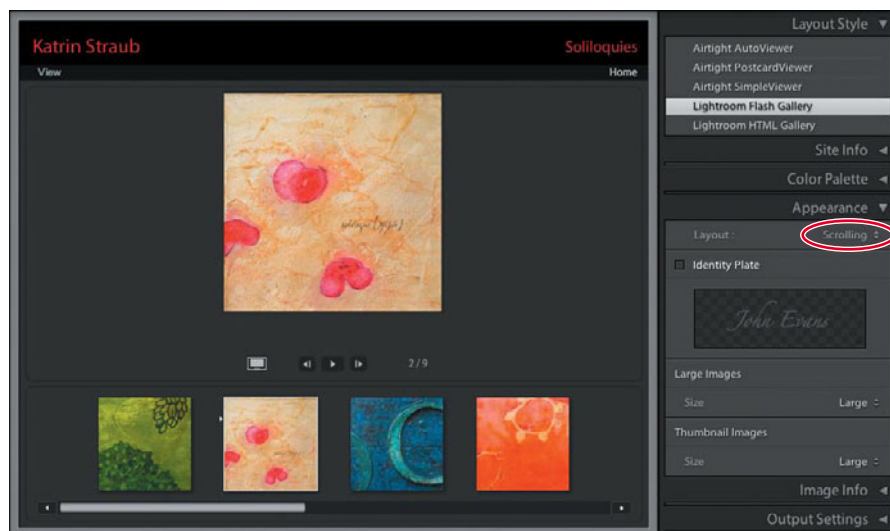 Katrin Straub
Soliloquies
View
Home
2/9
Layout Style
Airtight AutoViewer
Airtight PostcardViewer
Airtight SimpleViewer
Lightroom Flash Gallery
Lightroom HTML Gallery
Site Info
Color Palette
Appearance
Layout :
Scrolling
Identity Plate
John Evans
Large Images
Size
Large
Thumbnail Images
Size
Large
Image Info
Output Settings